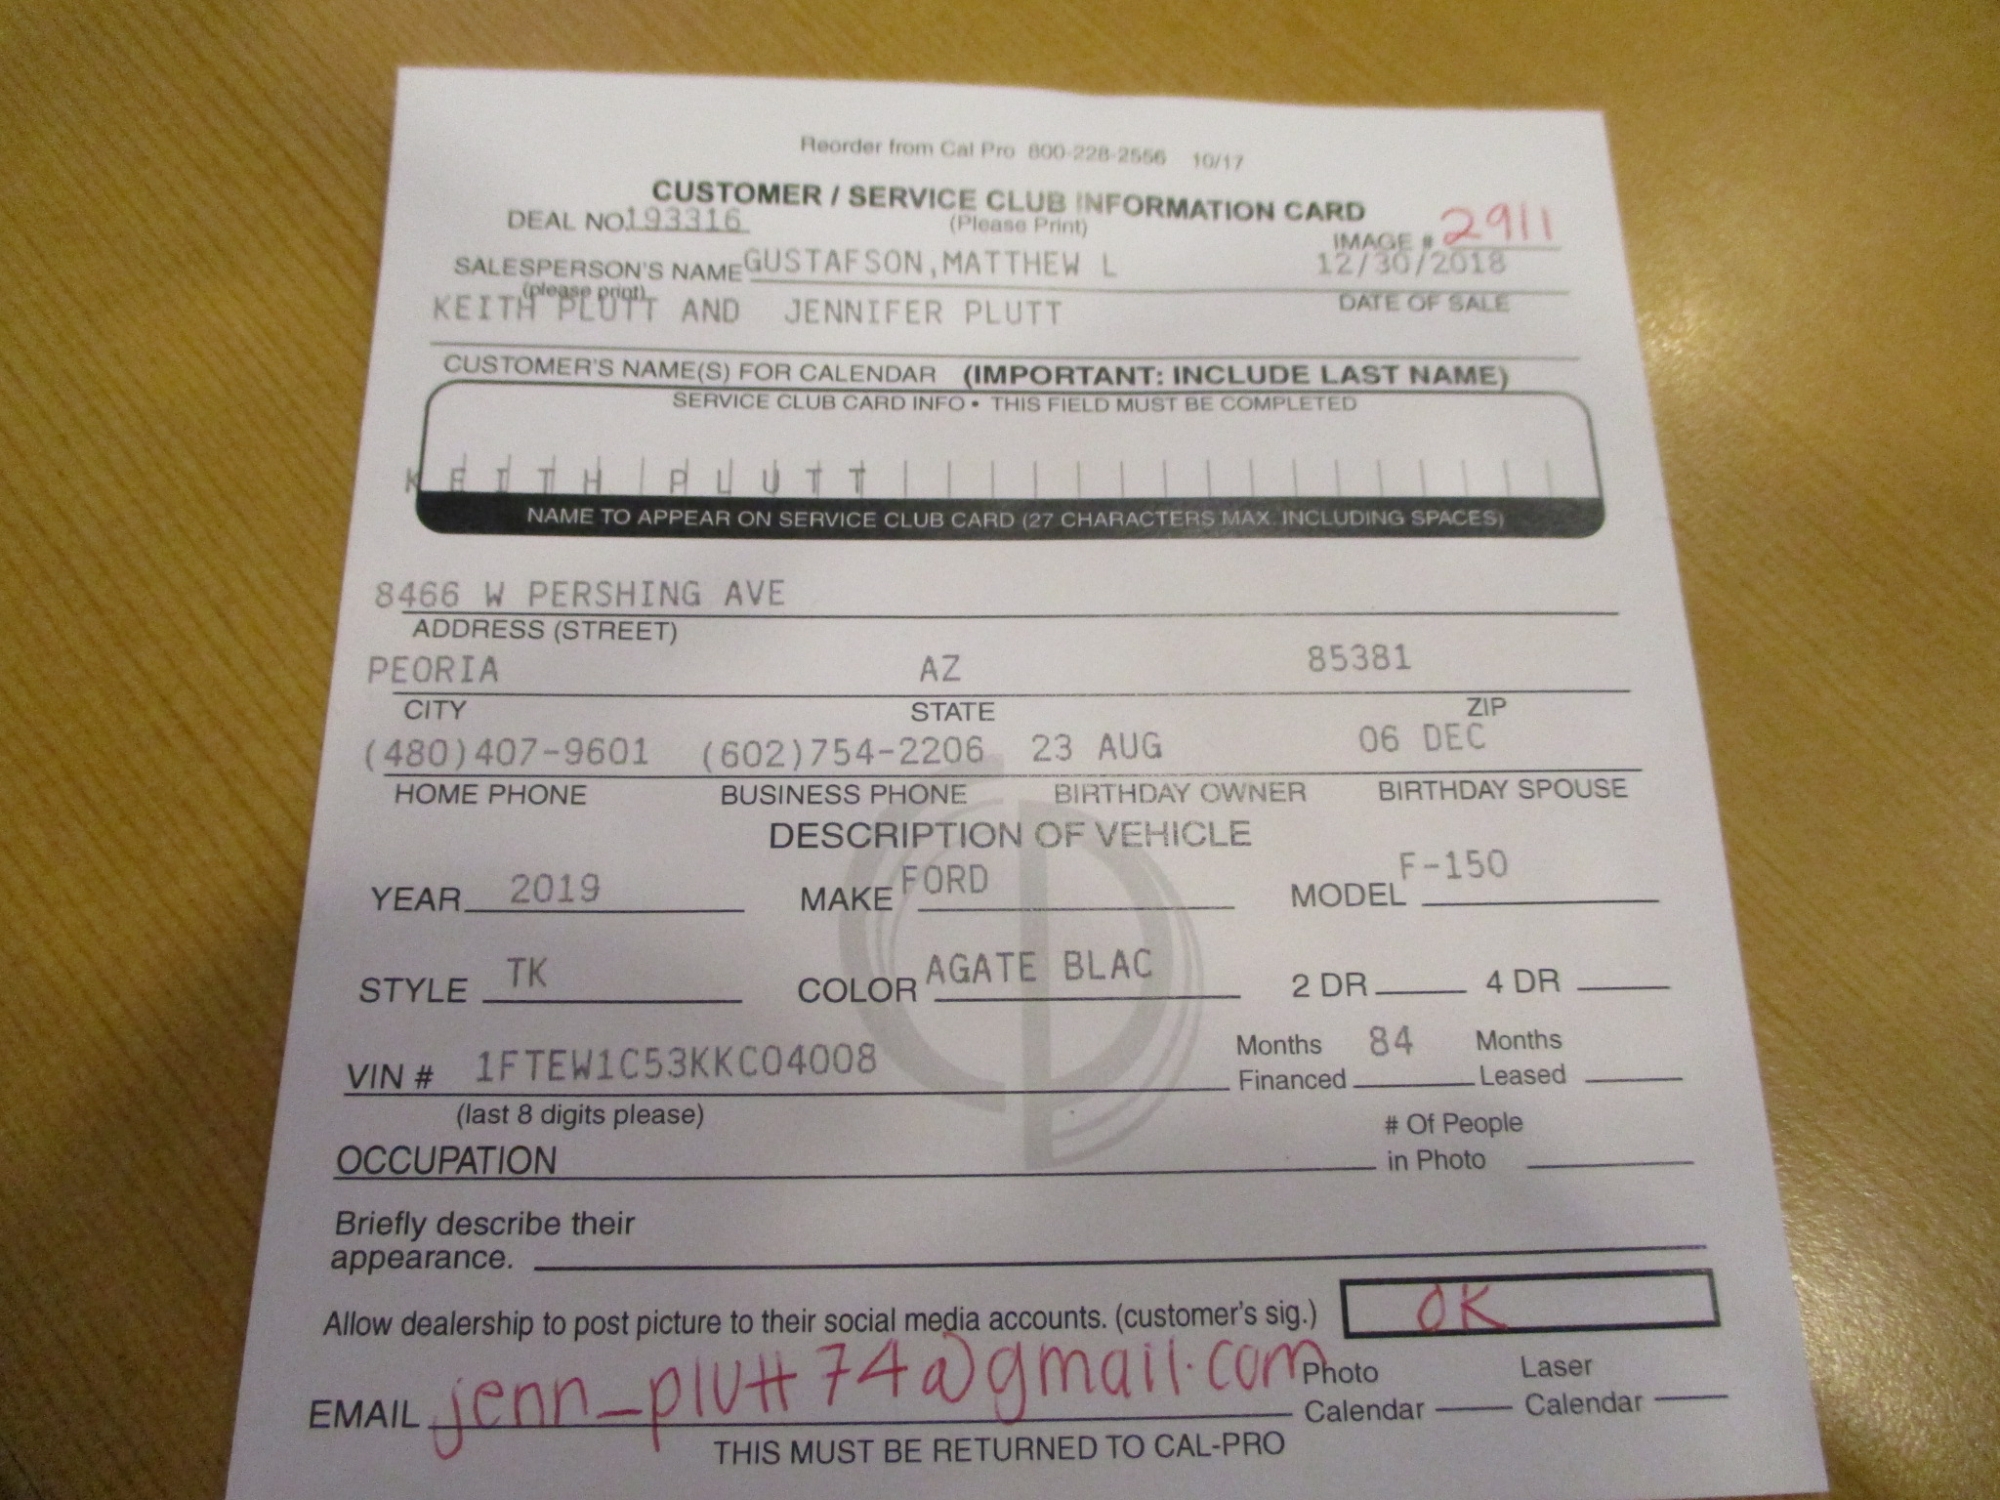 Reorder from Cal Pro 800-228-2556 10/17
CUSTOMER / SERVICE CLUB INFORMATION CARD
DEAL NO. 193316 (Please Print) IMAGE # 2911
SALESPERSON'S NAME GUSTAFSON,MATTHEW L 12/30/2018
(please print) DATE OF SALE
KEITH PLUTT AND JENNIFER PLUTT
CUSTOMER'S NAME(S) FOR CALENDAR (IMPORTANT: INCLUDE LAST NAME)
SERVICE CLUB CARD INFO • THIS FIELD MUST BE COMPLETED
KEITH PLUTT
NAME TO APPEAR ON SERVICE CLUB CARD (27 CHARACTERS MAX. INCLUDING SPACES)
8466 W PERSHING AVE
ADDRESS (STREET)
PEORIA AZ 85381
CITY STATE ZIP
(480)407-9601 (602)754-2206 23 AUG 06 DEC
HOME PHONE BUSINESS PHONE BIRTHDAY OWNER BIRTHDAY SPOUSE
DESCRIPTION OF VEHICLE
YEAR 2019 MAKE FORD MODEL F-150
STYLE TK COLOR AGATE BLAC 2 DR 4 DR
VIN # 1FTEW1C53KKC04008 Months Financed 84 Months Leased
(last 8 digits please)
OCCUPATION # Of People in Photo
Briefly describe their
appearance.
Allow dealership to post picture to their social media accounts. (customer's sig.) OK
EMAIL jenn_plutt74@gmail.com Photo Calendar Laser Calendar
THIS MUST BE RETURNED TO CAL-PRO